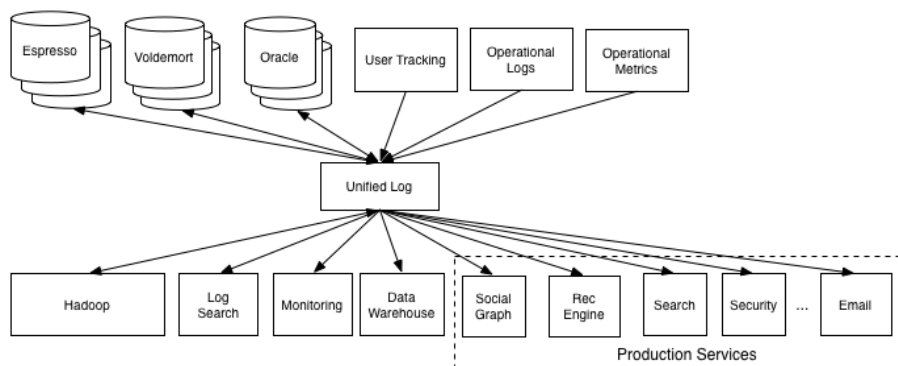 Espresso
Voldemort
Oracle
User Tracking
Operational
Logs
Operational
Metrics
Unified Log
Hadoop
Log
Search
Monitoring
Data
Warehouse
Social
Graph
Rec
Engine
Search
Security
...
Email
Production Services